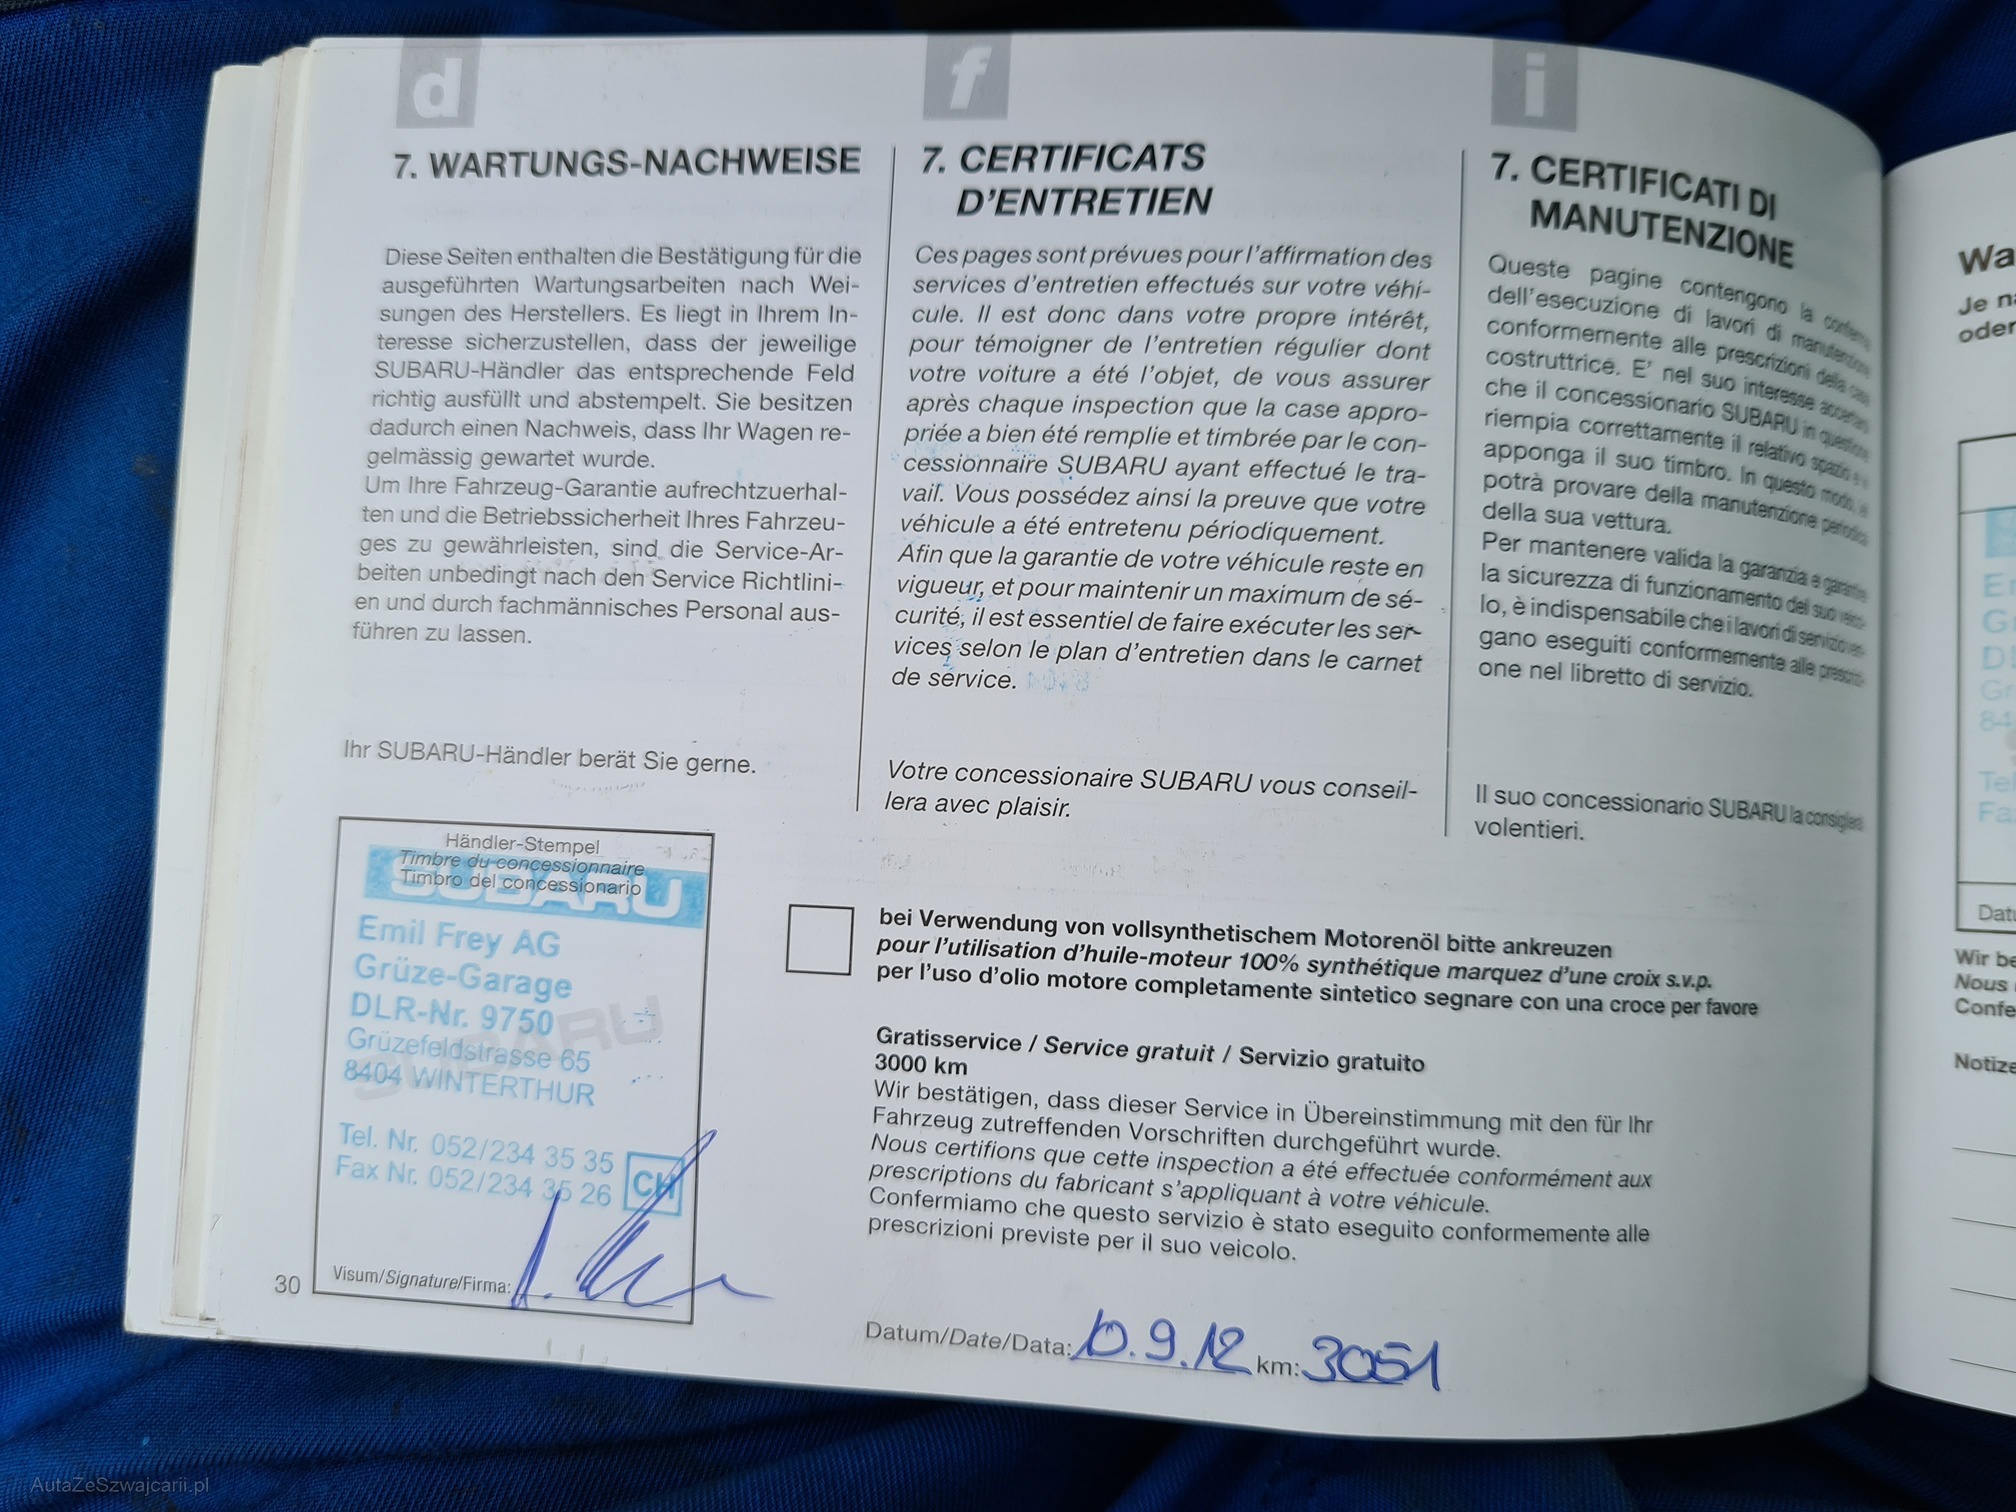 d
7. WARTUNGS-NACHWEISE
Diese Seiten enthalten die Bestätigung für die
ausgeführten Wartungsarbeiten nach Wei-
sungen des Herstellers. Es liegt in Ihrem In-
teresse sicherzustellen, dass der jeweilige
SUBARU-Händler das entsprechende Feld
richtig ausfüllt und abstempelt. Sie besitzen
dadurch einen Nachweis, dass Ihr Wagen re-
gelmässig gewartet wurde.
Um Ihre Fahrzeug-Garantie aufrechtzuerhal-
ten und die Betriebssicherheit Ihres Fahrzeu-
ges zu gewährleisten, sind die Service-Ar-
beiten unbedingt nach den Service Richtlini-
en und durch fachmännisches Personal aus-
führen zu lassen.
Ihr SUBARU-Händler berät Sie gerne.
f
7. CERTIFICATS
D'ENTRETIEN
Ces pages sont prévues pour l'affirmation des
services d'entretien effectués sur votre véhi-
cule. Il est donc dans votre propre intérêt,
pour témoigner de l'entretien régulier dont
votre voiture a été l'objet, de vous assurer
après chaque inspection que la case appro-
priée a bien été remplie et timbrée par le con-
cessionnaire SUBARU ayant effectué le tra-
vail. Vous possédez ainsi la preuve que votre
véhicule a été entretenu périodiquement.
Afin que la garantie de votre véhicule reste en
vigueur, et pour maintenir un maximum de sé-
curité, il est essentiel de faire exécuter les ser-
vices selon le plan d'entretien dans le carnet
de service.
Votre concessionaire SUBARU vous conseil-
lera avec plaisir.
i
7. CERTIFICATI DI
MANUTENZIONE
Queste pagine contengono la conferma
dell'esecuzione di lavori di manutenzione
conformemente alle prescrizioni della casa
costruttrice. E' nel suo interesse accertarsi
che il concessionario SUBARU in questione
riempia correttamente il relativo spazio e vi
apponga il suo timbro. In questo modo, si
potrà provare della manutenzione periodica
della sua vettura.
Per mantenere valida la garanzia e garantire
la sicurezza di funzionamento del suo veico-
lo, è indispensabile che i lavori di servizio ven-
gano eseguiti conformemente alle prescrizi-
one nel libretto di servizio.
Il suo concessionario SUBARU la consiglierà
volentieri.
Händler-Stempel
Timbre du concessionnaire
Timbro del concessionario
SUBARU
Emil Frey AG
Grüze-Garage
DLR-Nr. 9750
Grüzefeldstrasse 65
8404 WINTERTHUR
Tel. Nr. 052/234 35 35
Fax Nr. 052/234 35 26
CH
SUBARU
Visum/Signature/Firma:
30
bei Verwendung von vollsynthetischem Motorenöl bitte ankreuzen
pour l'utilisation d'huile-moteur 100% synthétique marquez d'une croix s.v.p.
per l'uso d'olio motore completamente sintetico segnare con una croce per favore
Gratisservice / Service gratuit / Servizio gratuito
3000 km
Wir bestätigen, dass dieser Service in Übereinstimmung mit den für Ihr
Fahrzeug zutreffenden Vorschriften durchgeführt wurde.
Nous certifions que cette inspection a été effectuée conformément aux
prescriptions du fabricant s'appliquant à votre véhicule.
Confermiamo che questo servizio è stato eseguito conformemente alle
prescrizioni previste per il suo veicolo.
Datum/Date/Data: 10.9.12 km: 3051
Je
oder
Wir
Nous
AutaZeSzwajcarii.pl